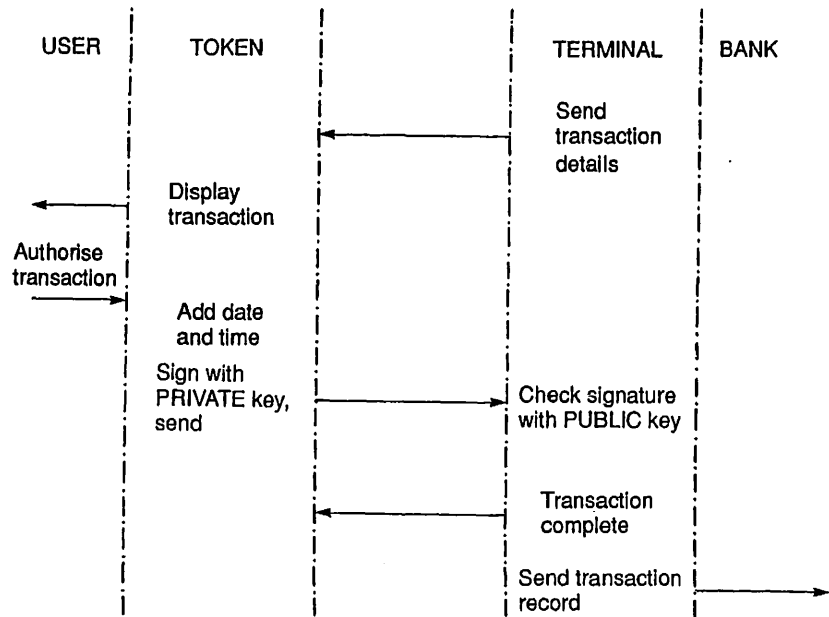 USER TOKEN TERMINAL BANK
Send
transaction
details
Display
transaction
Authorise
transaction
Add date
and time
Sign with
PRIVATE key,
send
Check signature
with PUBLIC key
Transaction
complete
Send transaction
record